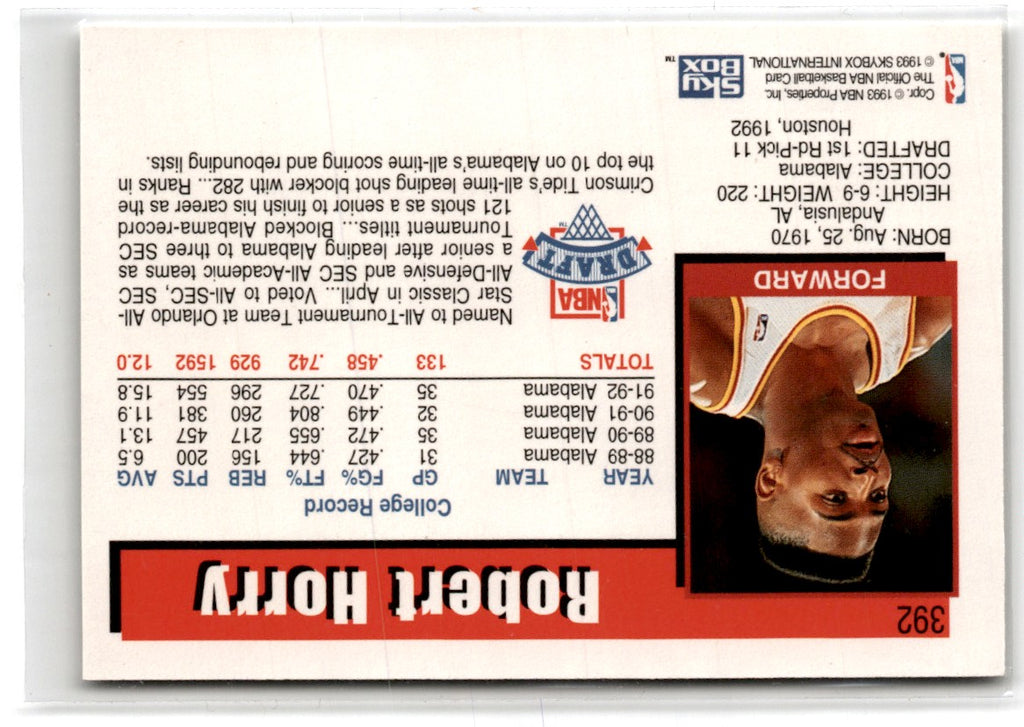 392
Robert Horry
FORWARD
BORN: Aug. 25, 1970
Andalusia, AL
HEIGHT: 6-9 WEIGHT: 220
COLLEGE: Alabama
DRAFTED: 1st Rd-Pick 11
Houston, 1992
Copr. © 1993 NBA Properties, Inc.
The Official NBA Basketball Card
© 1993 SKYBOX INTERNATIONAL
SKY
BOX
TM
College Record
YEAR TEAM GP FG% FT% REB PTS AVG
88-89 Alabama 31 .427 .644 156 200 6.5
89-90 Alabama 35 .472 .655 217 457 13.1
90-91 Alabama 32 .449 .804 260 381 11.9
91-92 Alabama 35 .470 .727 296 554 15.8
TOTALS 133 .458 .742 929 1592 12.0
NBA
DRAFT
TM
Named to All-Tournament Team at Orlando All-
Star Classic in April... Voted to All-SEC, SEC
All-Defensive and SEC All-Academic teams as
a senior after leading Alabama to three SEC
Tournament titles.... Blocked Alabama-record
121 shots as a senior to finish his career as the
Crimson Tide's all-time leading shot blocker with 282... Ranks in
the top 10 on Alabama's all-time scoring and rebounding lists.